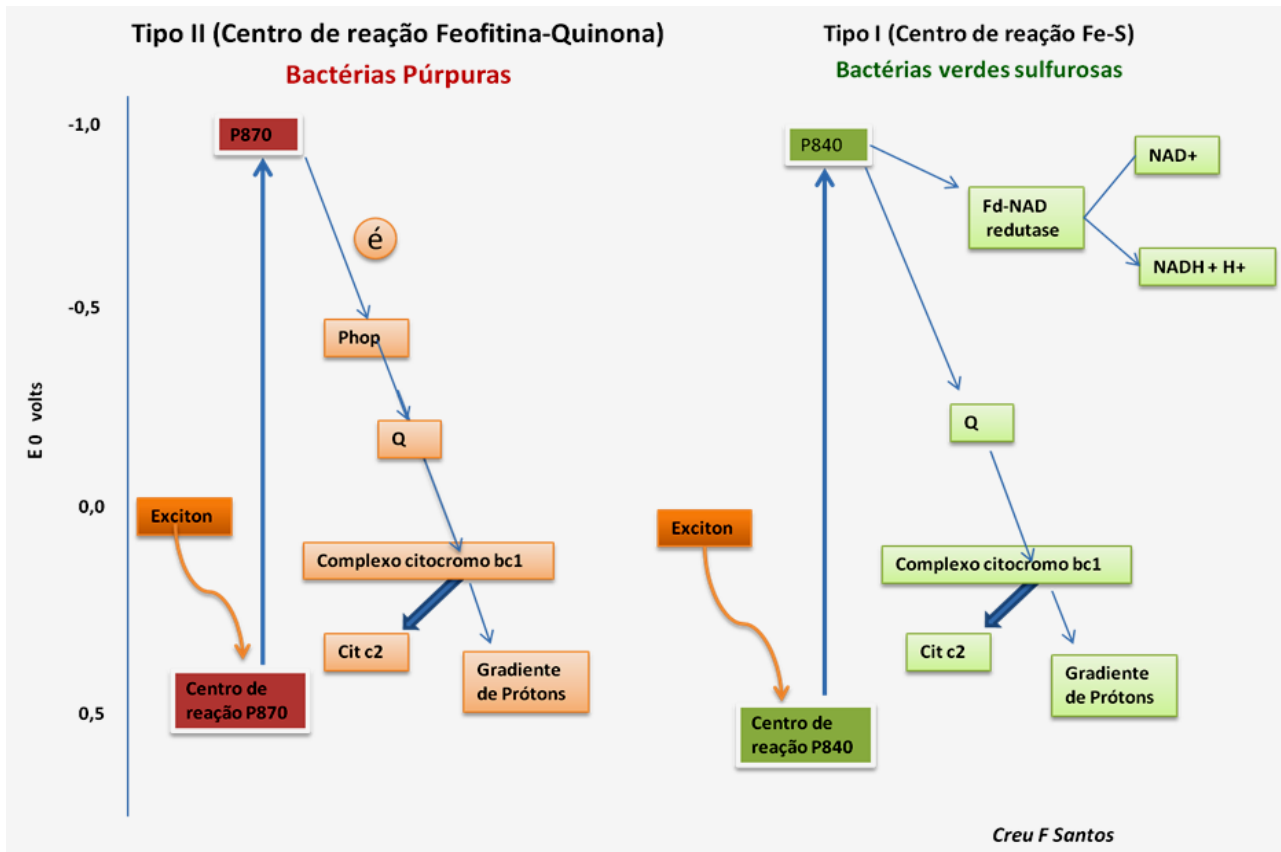 Tipo II (Centro de reação Feofitina-Quinona)
Bactérias Púrpuras
Tipo I (Centro de reação Fe-S)
Bactérias verdes sulfurosas
E0 volts
-1,0
-0,5
0,0
0,5
P870
é
Phop
Q
Exciton
Complexo citocromo bc1
Cit c2
Gradiente
de Prótons
Centro de
reação P870
P840
NAD+
Fd-NAD
redutase
NADH + H+
Q
Exciton
Complexo citocromo bc1
Cit c2
Gradiente
de Prótons
Centro de
reação P840
Creu F Santos